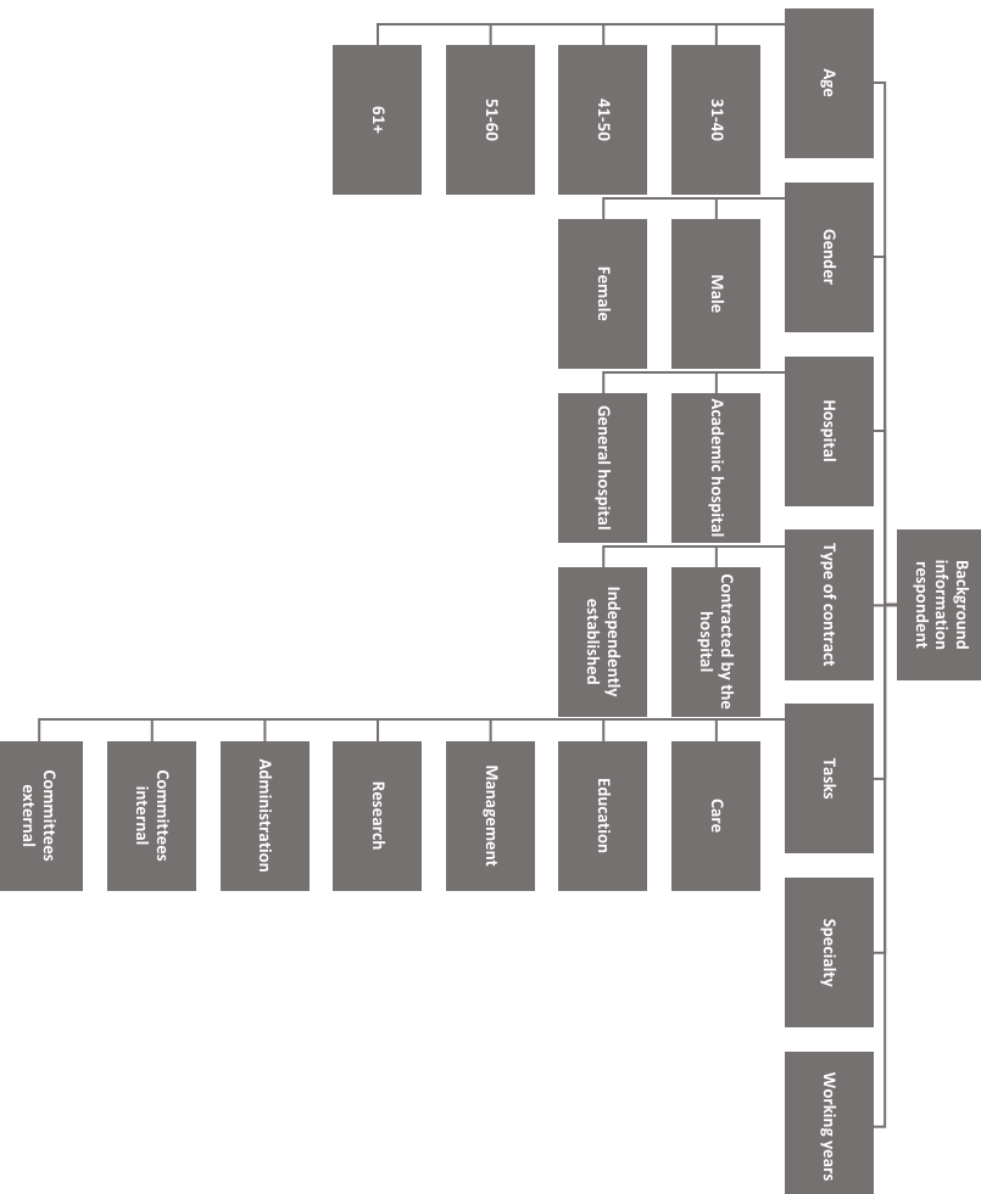 Background
information
respondent
Age
31-40
41-50
51-60
61+
Gender
Male
Female
Hospital
Academic hospital
General hospital
Type of contract
Contracted by the
hospital
Independently
established
Tasks
Care
Education
Management
Research
Administration
Committees
internal
Committees
external
Specialty
Working years